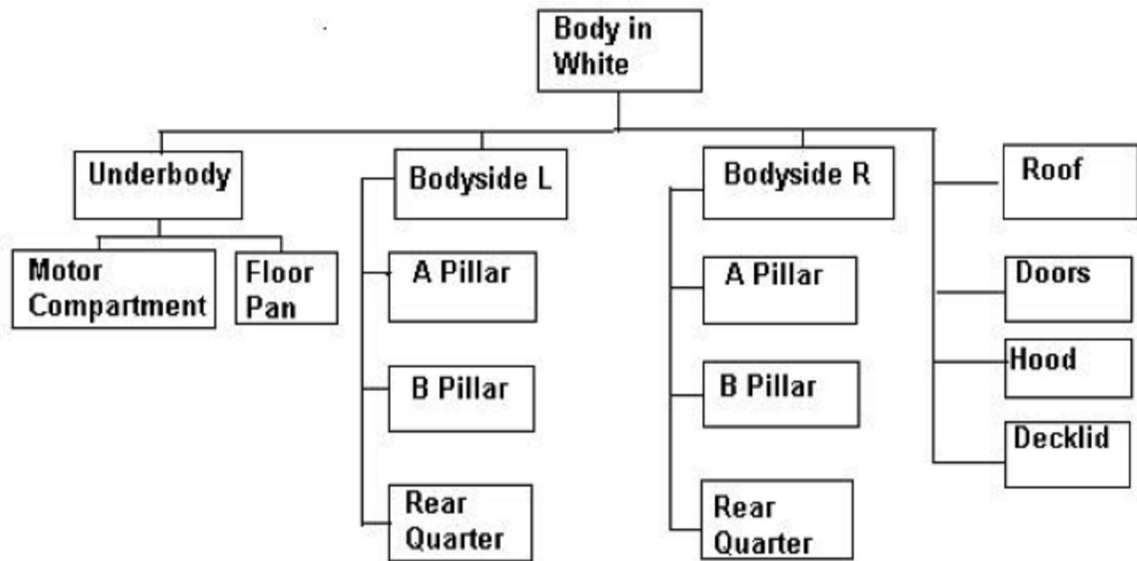 Body in
White
Underbody
Motor
Compartment
Floor
Pan
Bodyside L
A Pillar
B Pillar
Rear
Quarter
Bodyside R
A Pillar
B Pillar
Rear
Quarter
Roof
Doors
Hood
Decklid